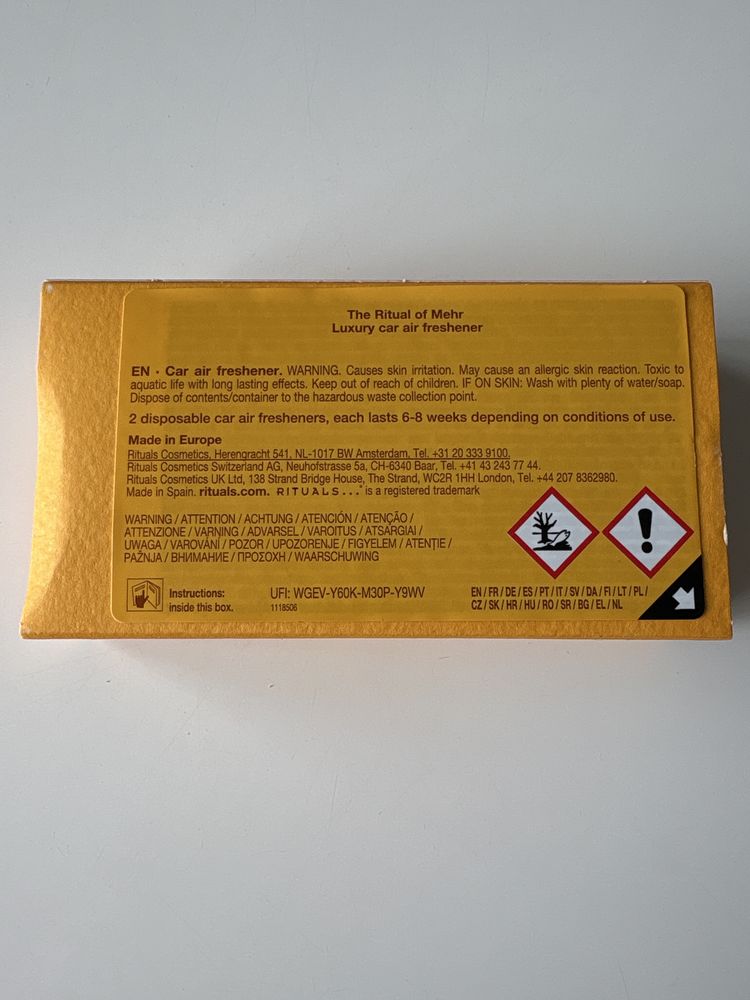 The Ritual of Mehr
Luxury car air freshener
EN · Car air freshener. WARNING. Causes skin irritation. May cause an allergic skin reaction. Toxic to
aquatic life with long lasting effects. Keep out of reach of children. IF ON SKIN: Wash with plenty of water/soap.
Dispose of contents/container to the hazardous waste collection point.
2 disposable car air fresheners, each lasts 6-8 weeks depending on conditions of use.
Made in Europe
Rituals Cosmetics, Herengracht 541, NL-1017 BW Amsterdam, Tel. +31 20 333 9100.
Rituals Cosmetics Switzerland AG, Neuhofstrasse 5a, CH-6340 Baar, Tel. +41 43 243 77 44.
Rituals Cosmetics UK Ltd, 138 Strand Bridge House, The Strand, WC2R 1HH London, Tel. +44 207 8362980.
Made in Spain. rituals.com. RITUALS...® is a registered trademark
WARNING / ATTENTION / ACHTUNG / ATENCIÓN / ATENÇÃO /
ATTENZIONE / VARNING / ADVARSEL / VAROITUS / ATSARGIAI /
UWAGA / VAROVÁNÍ / POZOR / UPOZORENJE / FIGYELEM / ATENȚIE /
PAŽNJA / ВНИМАНИЕ / ΠΡΟΣΟΧΗ / WAARSCHUWING
Instructions:
inside this box.
UFI: WGEV-Y60K-M30P-Y9WV
1118506
EN / FR / DE / ES / PT / IT / SV / DA / FI / LT / PL /
CZ / SK / HR / HU / RO / SR / BG / EL / NL